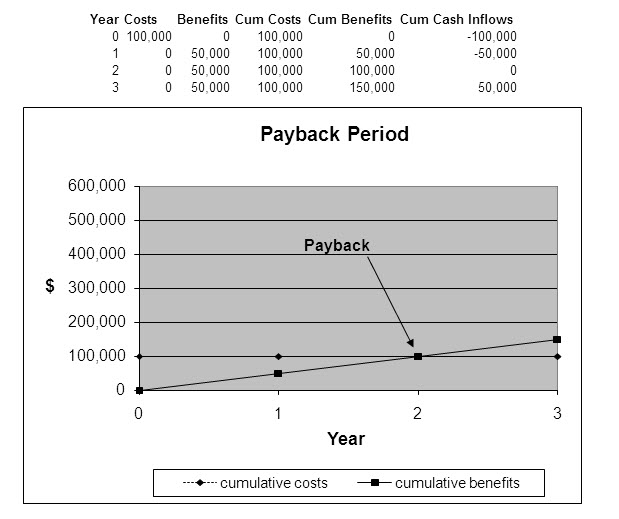 Year Costs Benefits Cum Costs Cum Benefits Cum Cash Inflows
0 100,000 0 100,000 0 -100,000
1 0 50,000 100,000 50,000 -50,000
2 0 50,000 100,000 100,000 0
3 0 50,000 100,000 150,000 50,000
Payback Period
600,000
500,000
Payback
400,000
$ 300,000
200,000
100,000
0
0 1 2 3
Year
cumulative costs cumulative benefits